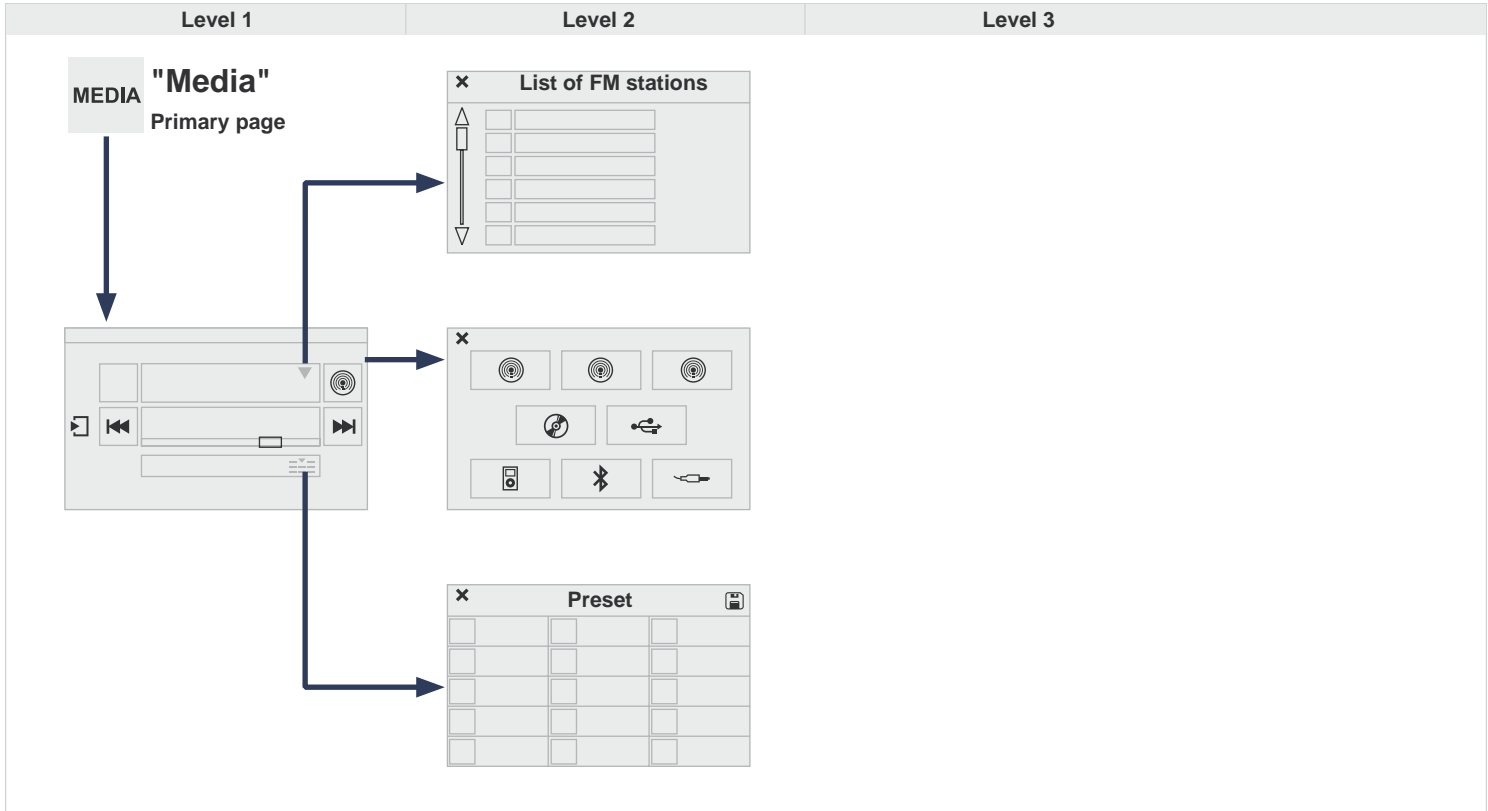 Level 1
Level 2
Level 3
MEDIA
"Media"
Primary page
List of FM stations
Preset